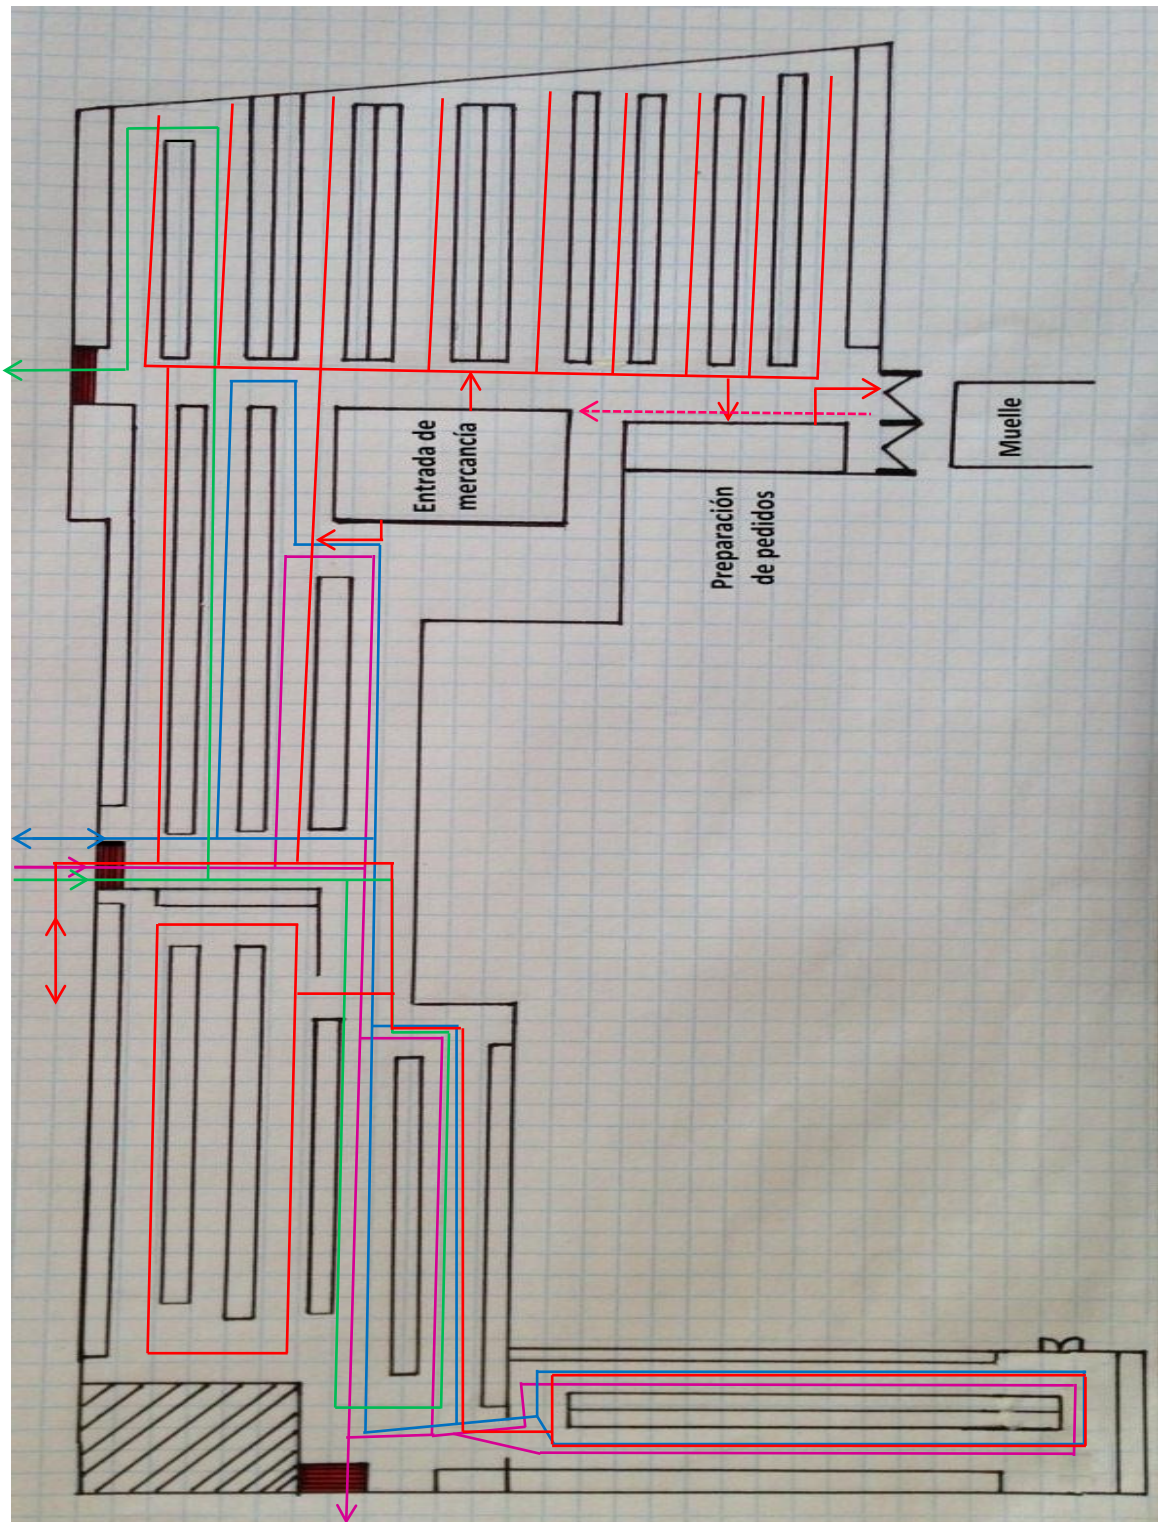 Entrada de
mercancía
Muelle
Preparación
de pedidos